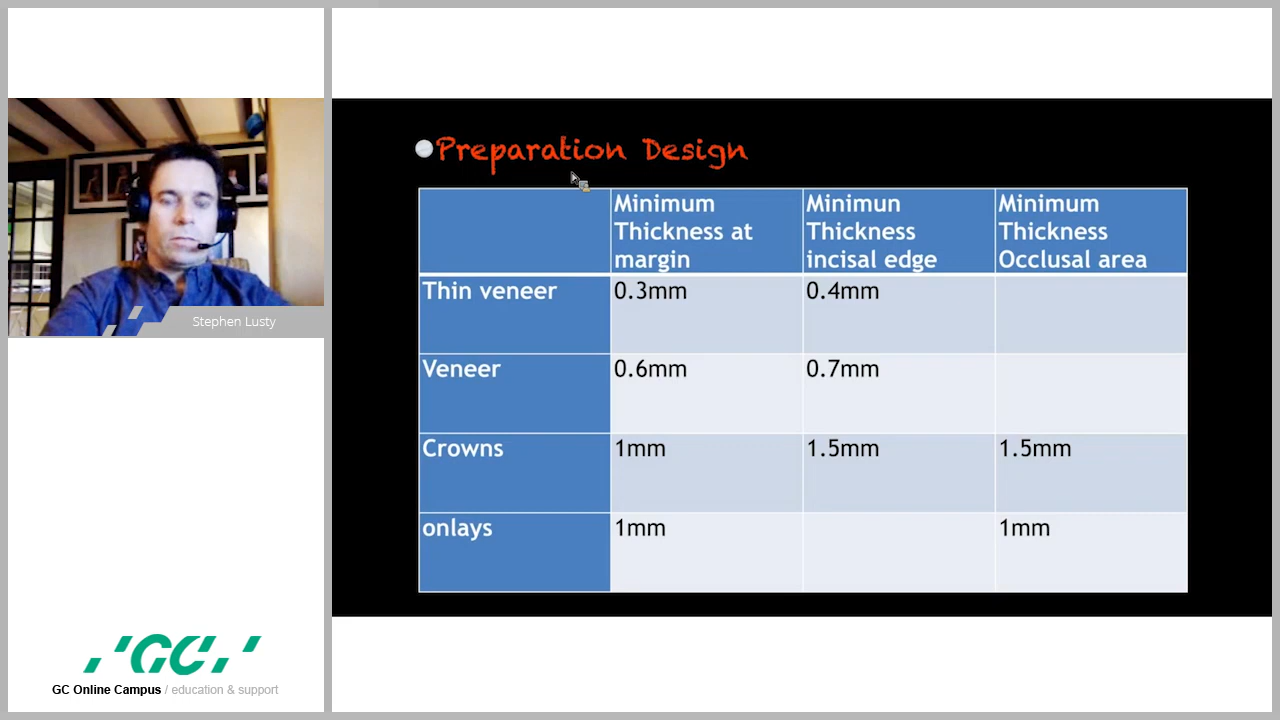 Stephen Lusty
GC
GC Online Campus / education & support
Preparation Design
Minimum
Thickness at
margin
Minimun
Thickness
incisal edge
Minimum
Thickness
Occlusal area
Thin veneer
0.3mm
0.4mm
Veneer
0.6mm
0.7mm
Crowns
1mm
1.5mm
1.5mm
onlays
1mm
1mm